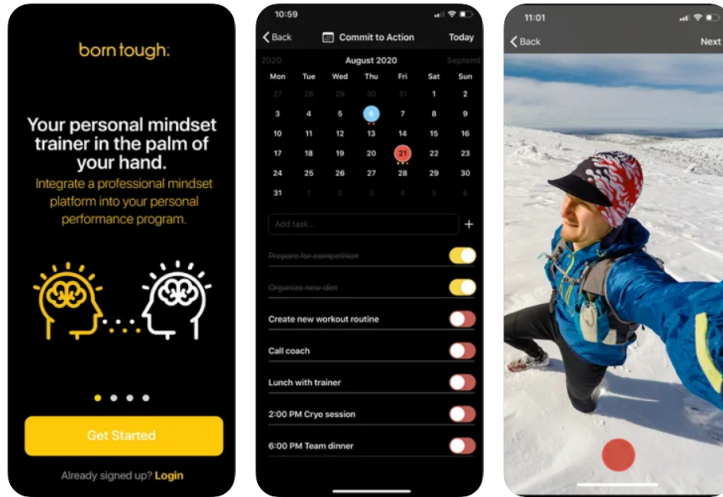 born tough.
Your personal mindset
trainer in the palm of
your hand.
Integrate a professional mindset
platform into your personal
performance program.
Get Started
Already signed up? Login
10:59
Back
Commit to Action
Today
2020
August 2020
Septemb
Mon Tue Wed Thu Fri Sat Sun
27 28 29 30 31 1 2
3 4 5 6 7 8 9
10 11 12 13 14 15 16
17 18 19 20 21 22 23
24 25 26 27 28 29 30
31 1 2 3 4 5 6
Add task...
+
Prepare for competition
Organize new diet
Create new workout routine
Call coach
Lunch with trainer
2:00 PM Cryo session
6:00 PM Team dinner
11:01
Back
Next